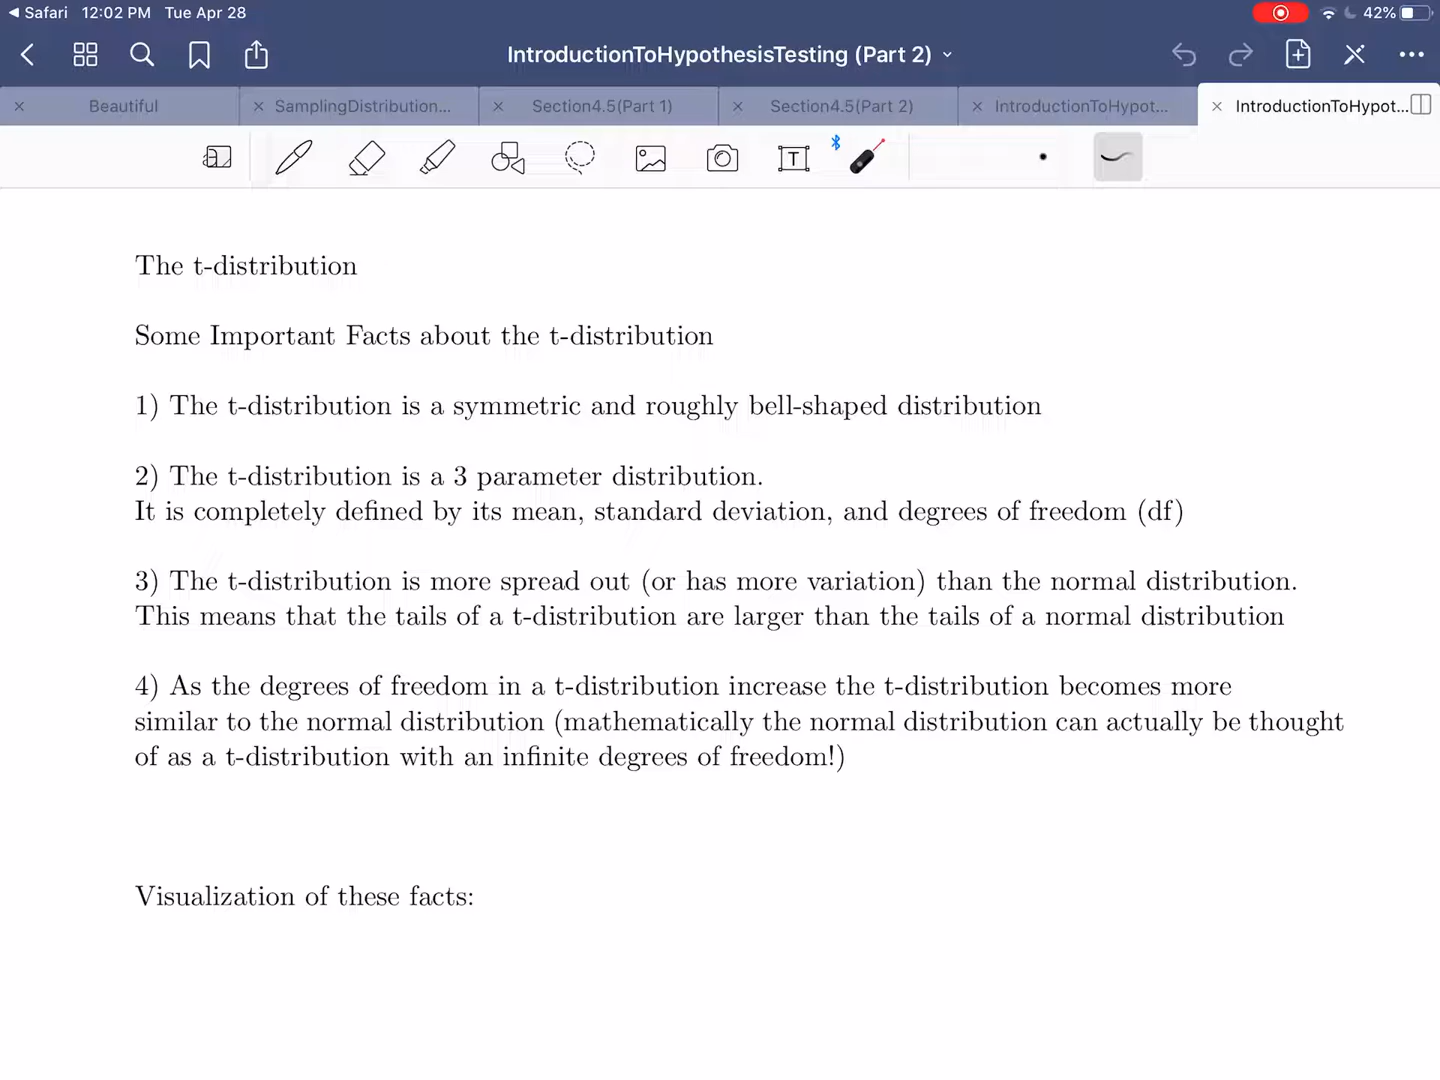 Safari 12:02 PM Tue Apr 28
42%
IntroductionToHypothesisTesting (Part 2)
Beautiful
SamplingDistribution...
Section4.5(Part 1)
Section4.5(Part 2)
IntroductionToHypot...
IntroductionToHypot...
The t-distribution
Some Important Facts about the t-distribution
1) The t-distribution is a symmetric and roughly bell-shaped distribution
2) The t-distribution is a 3 parameter distribution.
It is completely defined by its mean, standard deviation, and degrees of freedom (df)
3) The t-distribution is more spread out (or has more variation) than the normal distribution.
This means that the tails of a t-distribution are larger than the tails of a normal distribution
4) As the degrees of freedom in a t-distribution increase the t-distribution becomes more
similar to the normal distribution (mathematically the normal distribution can actually be thought
of as a t-distribution with an infinite degrees of freedom!)
Visualization of these facts: